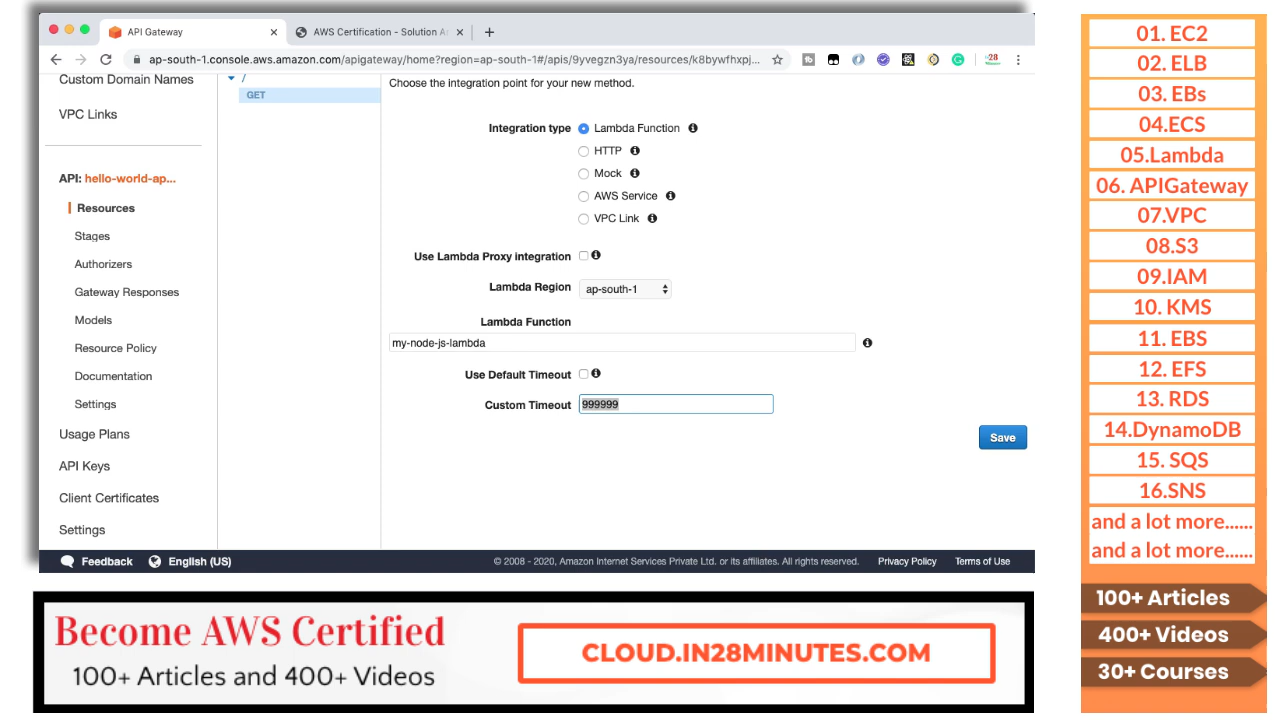 API Gateway
AWS Certification - Solution A
ap-south-1.console.aws.amazon.com/apigateway/home?region=ap-south-1#/apis/9yvegzn3ya/resources/k8bywfhxpj...
28
Custom Domain Names
VPC Links
API: hello-world-ap...
Resources
Stages
Authorizers
Gateway Responses
Models
Resource Policy
Documentation
Settings
Usage Plans
API Keys
Client Certificates
Settings
/
GET
Choose the integration point for your new method.
Integration type Lambda Function
HTTP
Mock
AWS Service
VPC Link
Use Lambda Proxy integration
Lambda Region ap-south-1
Lambda Function
my-node-js-lambda
Use Default Timeout
Custom Timeout 999999
Save
Feedback English (US)
© 2008 - 2020, Amazon Internet Services Private Ltd. or its affiliates. All rights reserved. Privacy Policy Terms of Use
Become AWS Certified
100+ Articles and 400+ Videos
CLOUD.IN28MINUTES.COM
01. EC2
02. ELB
03. EBs
04.ECS
05.Lambda
06. APIGateway
07.VPC
08.S3
09.IAM
10. KMS
11. EBS
12. EFS
13. RDS
14.DynamoDB
15. SQS
16.SNS
and a lot more......
and a lot more......
100+ Articles
400+ Videos
30+ Courses